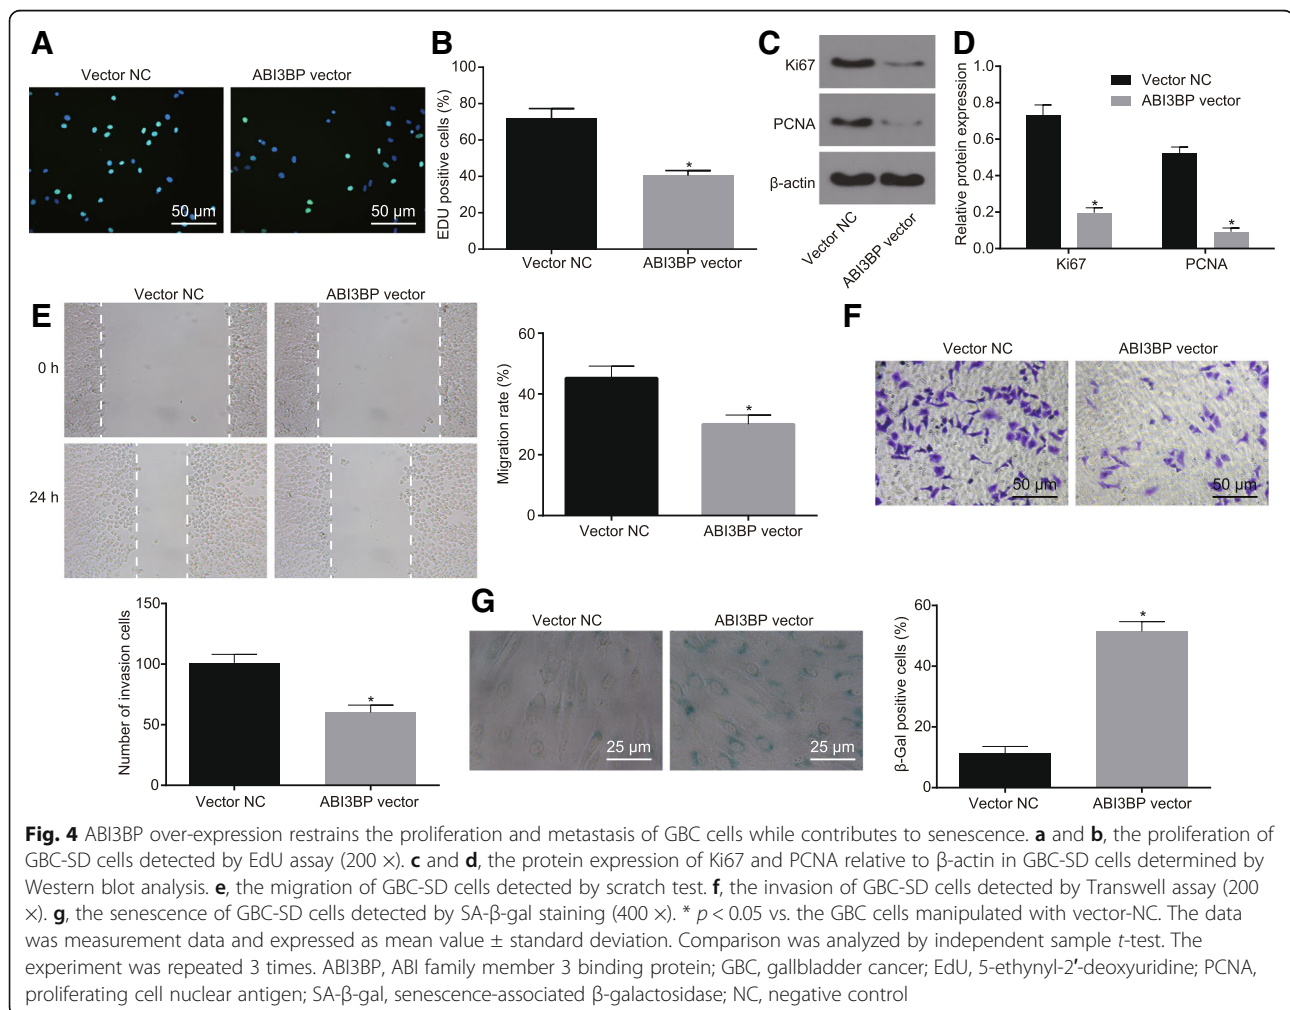 A
Vector NC
ABI3BP vector
50 µm
50 µm
B
EDU positive cells (%)
100
80
60
40
20
0
*
Vector NC
ABI3BP vector
C
Ki67
PCNA
β-actin
Vector NC
ABI3BP vector
D
Relative protein expression
1.0
0.8
0.6
0.4
0.2
0.0
Vector NC
ABI3BP vector
*
*
Ki67
PCNA
E
Vector NC
ABI3BP vector
0 h
24 h
Migration rate (%)
60
40
20
0
*
Vector NC
ABI3BP vector
F
Vector NC
ABI3BP vector
50 µm
50 µm
Number of invasion cells
150
100
50
0
*
Vector NC
ABI3BP vector
G
Vector NC
ABI3BP vector
25 µm
25 µm
β-Gal positive cells (%)
60
40
20
0
*
Vector NC
ABI3BP vector
Fig. 4 ABI3BP over-expression restrains the proliferation and metastasis of GBC cells while contributes to senescence. a and b, the proliferation of
GBC-SD cells detected by EdU assay (200 ×). c and d, the protein expression of Ki67 and PCNA relative to β-actin in GBC-SD cells determined by
Western blot analysis. e, the migration of GBC-SD cells detected by scratch test. f, the invasion of GBC-SD cells detected by Transwell assay (200
×). g, the senescence of GBC-SD cells detected by SA-β-gal staining (400 ×). * p < 0.05 vs. the GBC cells manipulated with vector-NC. The data
was measurement data and expressed as mean value ± standard deviation. Comparison was analyzed by independent sample t-test. The
experiment was repeated 3 times. ABI3BP, ABI family member 3 binding protein; GBC, gallbladder cancer; EdU, 5-ethynyl-2′-deoxyuridine; PCNA,
proliferating cell nuclear antigen; SA-β-gal, senescence-associated β-galactosidase; NC, negative control